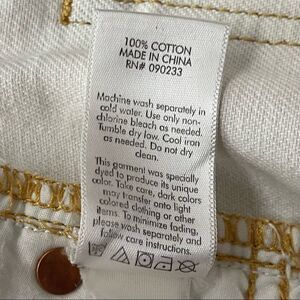 100% COTTON
MADE IN CHINA
RN# 090233
Machine wash separately in
cold water. Use only non-
chlorine bleach as needed.
Tumble dry low. Cool iron
as needed. Do not dry
clean.
This garment was specially
dyed to produce its unique
color. Take care, dark colors
may transfer onto light
colored clothing or other
items. To minimize fading,
please wash separately and
follow care instructions.